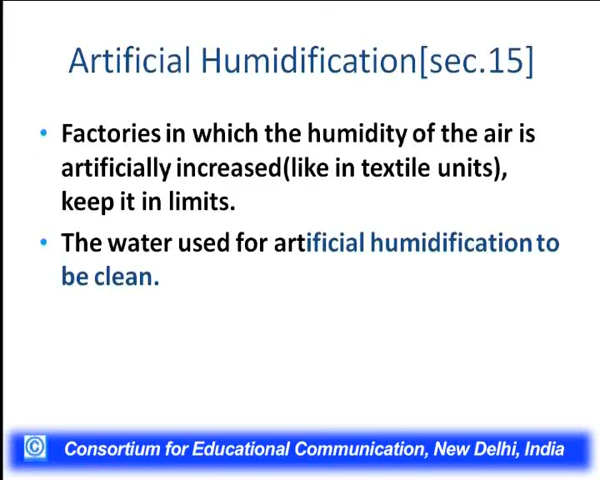 Artificial Humidification[sec.15]
• Factories in which the humidity of the air is
artificially increased(like in textile units),
keep it in limits.
• The water used for artificial humidification to
be clean.
© Consortium for Educational Communication, New Delhi, India